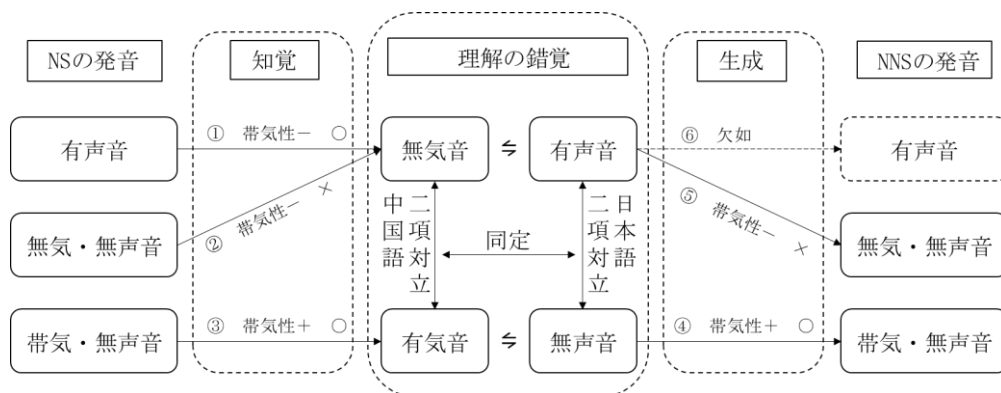 NSの発音
知覚
理解の錯覚
生成
NNSの発音
有声音
① 帯気性－ ○
無気音
⇋
有声音
⑥ 欠如
有声音
無気・無声音
② 帯気性－ ×
中国語
二項対立
同定
二項対立
日本語
⑤ 帯気性－ ×
無気・無声音
帯気・無声音
③ 帯気性＋ ○
有気音
⇋
無声音
④ 帯気性＋ ○
帯気・無声音